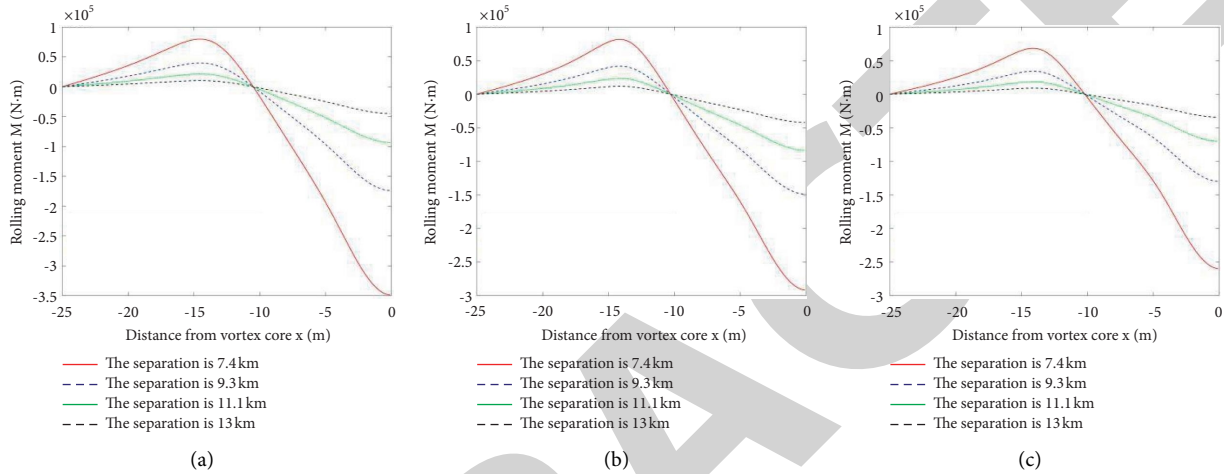 ×10⁵
1
0.5
0
-0.5
-1
-1.5
-2
-2.5
-3
-3.5
Rolling moment M (N·m)
-25 -20 -15 -10 -5 0
Distance from vortex core x (m)
The separation is 7.4 km
The separation is 9.3 km
The separation is 11.1 km
The separation is 13 km
(a)
×10⁵
1
0.5
0
-0.5
-1
-1.5
-2
-2.5
-3
Rolling moment M (N·m)
-25 -20 -15 -10 -5 0
Distance from vortex core x (m)
The separation is 7.4 km
The separation is 9.3 km
The separation is 11.1 km
The separation is 13 km
(b)
×10⁵
1
0.5
0
-0.5
-1
-1.5
-2
-2.5
-3
Rolling moment M (N·m)
-25 -20 -15 -10 -5 0
Distance from vortex core x (m)
The separation is 7.4 km
The separation is 9.3 km
The separation is 11.1 km
The separation is 13 km
(c)